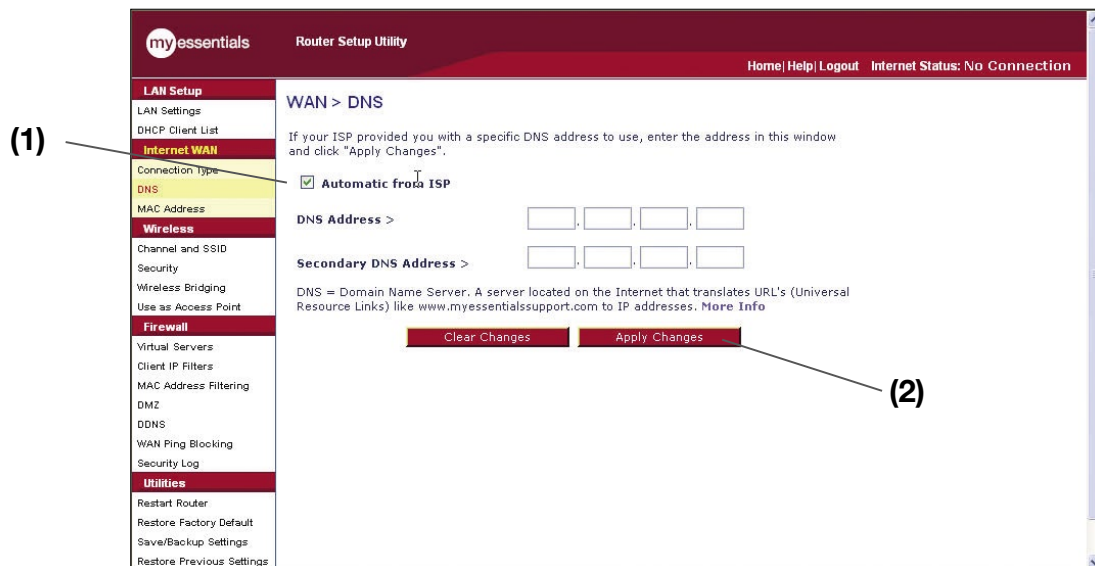 my essentials
Router Setup Utility
Home| Help| Logout Internet Status: No Connection
LAN Setup
LAN Settings
DHCP Client List
Internet WAN
Connection Type
DNS
MAC Address
Wireless
Channel and SSID
Security
Wireless Bridging
Use as Access Point
Firewall
Virtual Servers
Client IP Filters
MAC Address Filtering
DMZ
DDNS
WAN Ping Blocking
Security Log
Utilities
Restart Router
Restore Factory Default
Save/Backup Settings
Restore Previous Settings
WAN > DNS
If your ISP provided you with a specific DNS address to use, enter the address in this window
and click "Apply Changes".
(1)
Automatic from ISP
DNS Address >
. . .
Secondary DNS Address >
. . .
DNS = Domain Name Server. A server located on the Internet that translates URL's (Universal
Resource Links) like www.myessentialssupport.com to IP addresses. More Info
Clear Changes Apply Changes
(2)